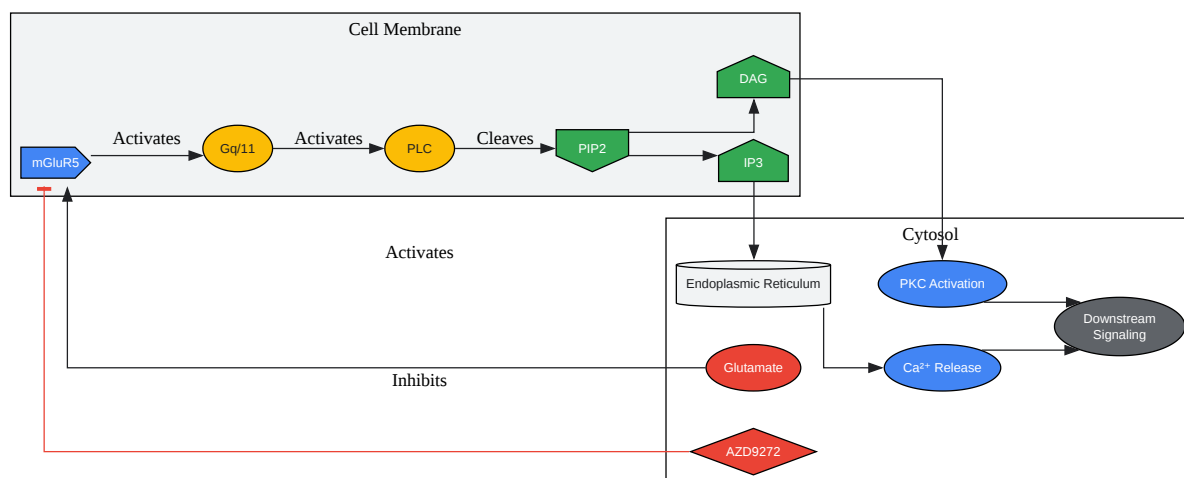 Cell Membrane
DAG
Activates
Activates
Cleaves
mGluR5
Gq/11
PLC
PIP2
IP3
Activates
Cytosol
Endoplasmic Reticulum
PKC Activation
Downstream
Signaling
Glutamate
Ca²⁺ Release
Inhibits
AZD9272